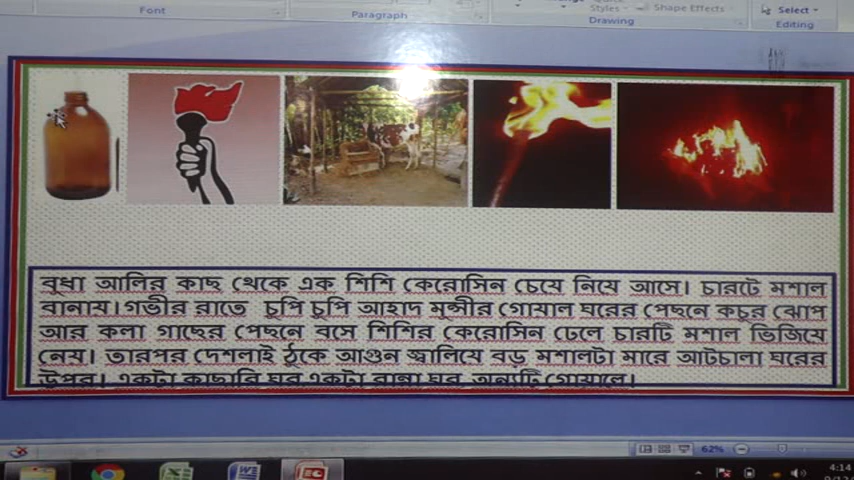 Font
Paragraph
Styles
Shape Effects
Drawing
Select
Editing
বুধা আলির কাছ থেকে এক শিশি কেরোসিন চেয়ে নিয়ে আসে। চারটে মশাল
বানায়।গভীর রাতে চুপি চুপি আহাদ মুন্সীর গোয়াল ঘরের পেছনে কচুর ঝোপ
আর কলা গাছের পেছনে বসে শিশির কেরোসিন ঢেলে চারটি মশাল ভিজিয়ে
নেয়। তারপর দেশলাই ঠুকে আগুন জ্বালিয়ে বড় মশালটা মারে আটচালা ঘরের
উপর। একটা কাছারি ঘর একটা রান্না ঘর অন্যটি গোয়ালে।
62%
4:14